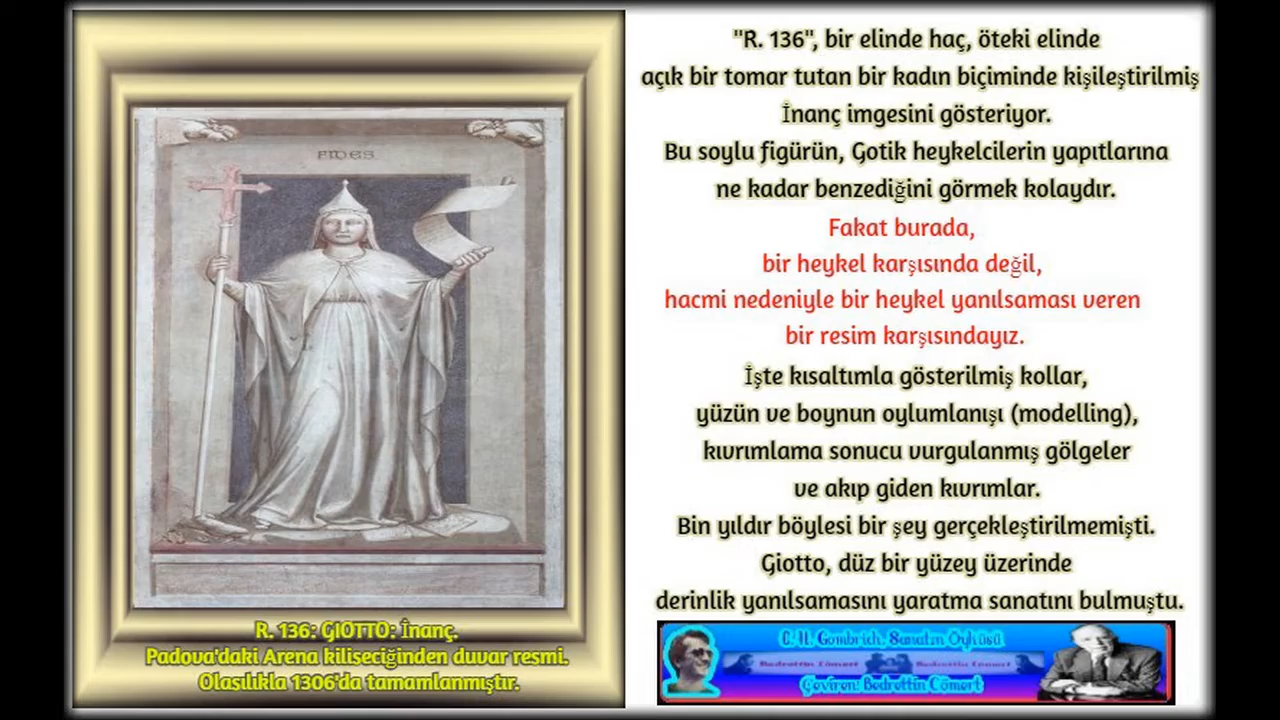 FIDES
R. 136: GIOTTO: İnanç.
Padova'daki Arena kiliseciğinden duvar resmi.
Olasılıkla 1306'da tamamlanmıştır.
"R. 136", bir elinde haç, öteki elinde
açık bir tomar tutan bir kadın biçiminde kişileştirilmiş
İnanç imgesini gösteriyor.
Bu soylu figürün, Gotik heykelcilerin yapıtlarına
ne kadar benzediğini görmek kolaydır.
Fakat burada,
bir heykel karşısında değil,
hacmi nedeniyle bir heykel yanılsaması veren
bir resim karşısındayız.
İşte kısaltımla gösterilmiş kollar,
yüzün ve boynun oylumlanışı (modelling),
kıvrımlama sonucu vurgulanmış gölgeler
ve akıp giden kıvrımlar.
Bin yıldır böylesi bir şey gerçekleştirilmemişti.
Giotto, düz bir yüzey üzerinde
derinlik yanılsamasını yaratma sanatını bulmuştu.
E. H. Gombrich. Sanatın Öyküsü
Bedrettin Cömert Bedrettin Cömert
Çeviren: Bedrettin Cömert